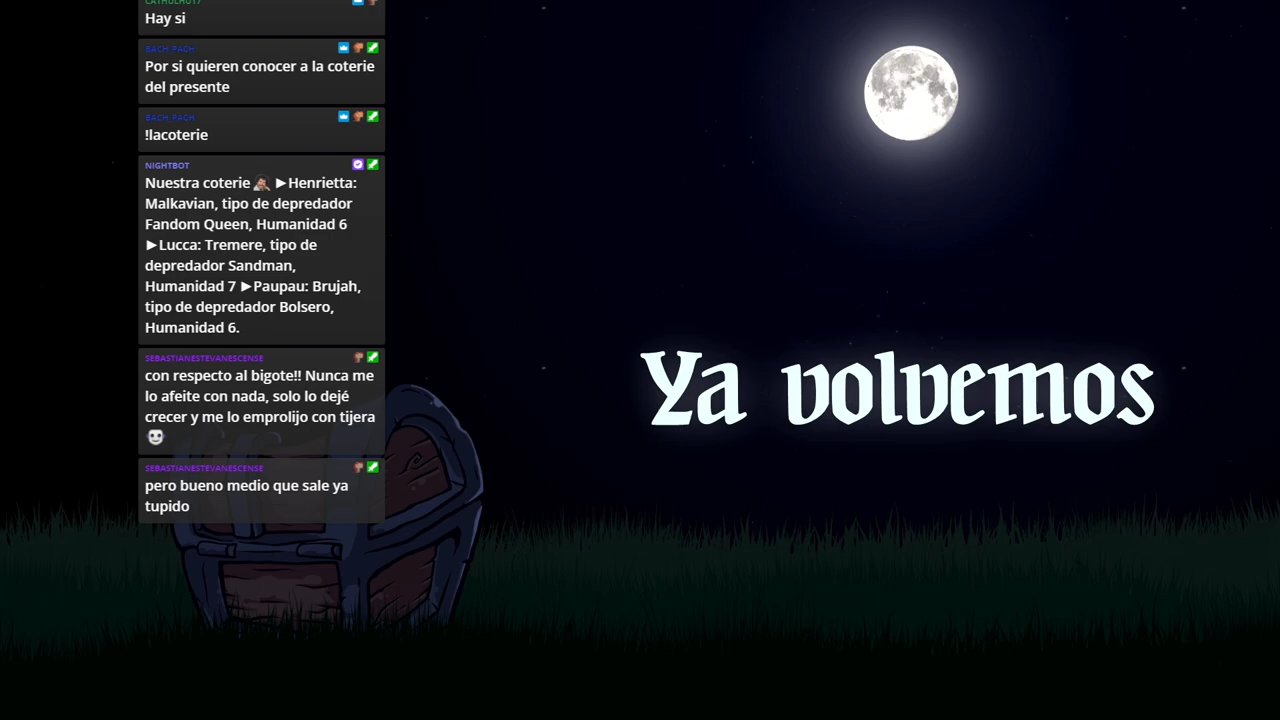 CATHULHU17
Hay si
BACH_PACH
Por si quieren conocer a la coterie
del presente
BACH_PACH
!lacoterie
NIGHTBOT
Nuestra coterie ►Henrietta:
Malkavian, tipo de depredador
Fandom Queen, Humanidad 6
►Lucca: Tremere, tipo de
depredador Sandman,
Humanidad 7 ►Paupau: Brujah,
tipo de depredador Bolsero,
Humanidad 6.
SEBASTIANESTEVANESCENSE
con respecto al bigote!! Nunca me
lo afeite con nada, solo lo dejé
crecer y me lo emprolijo con tijera
SEBASTIANESTEVANESCENSE
pero bueno medio que sale ya
tupido
Ya volvemos